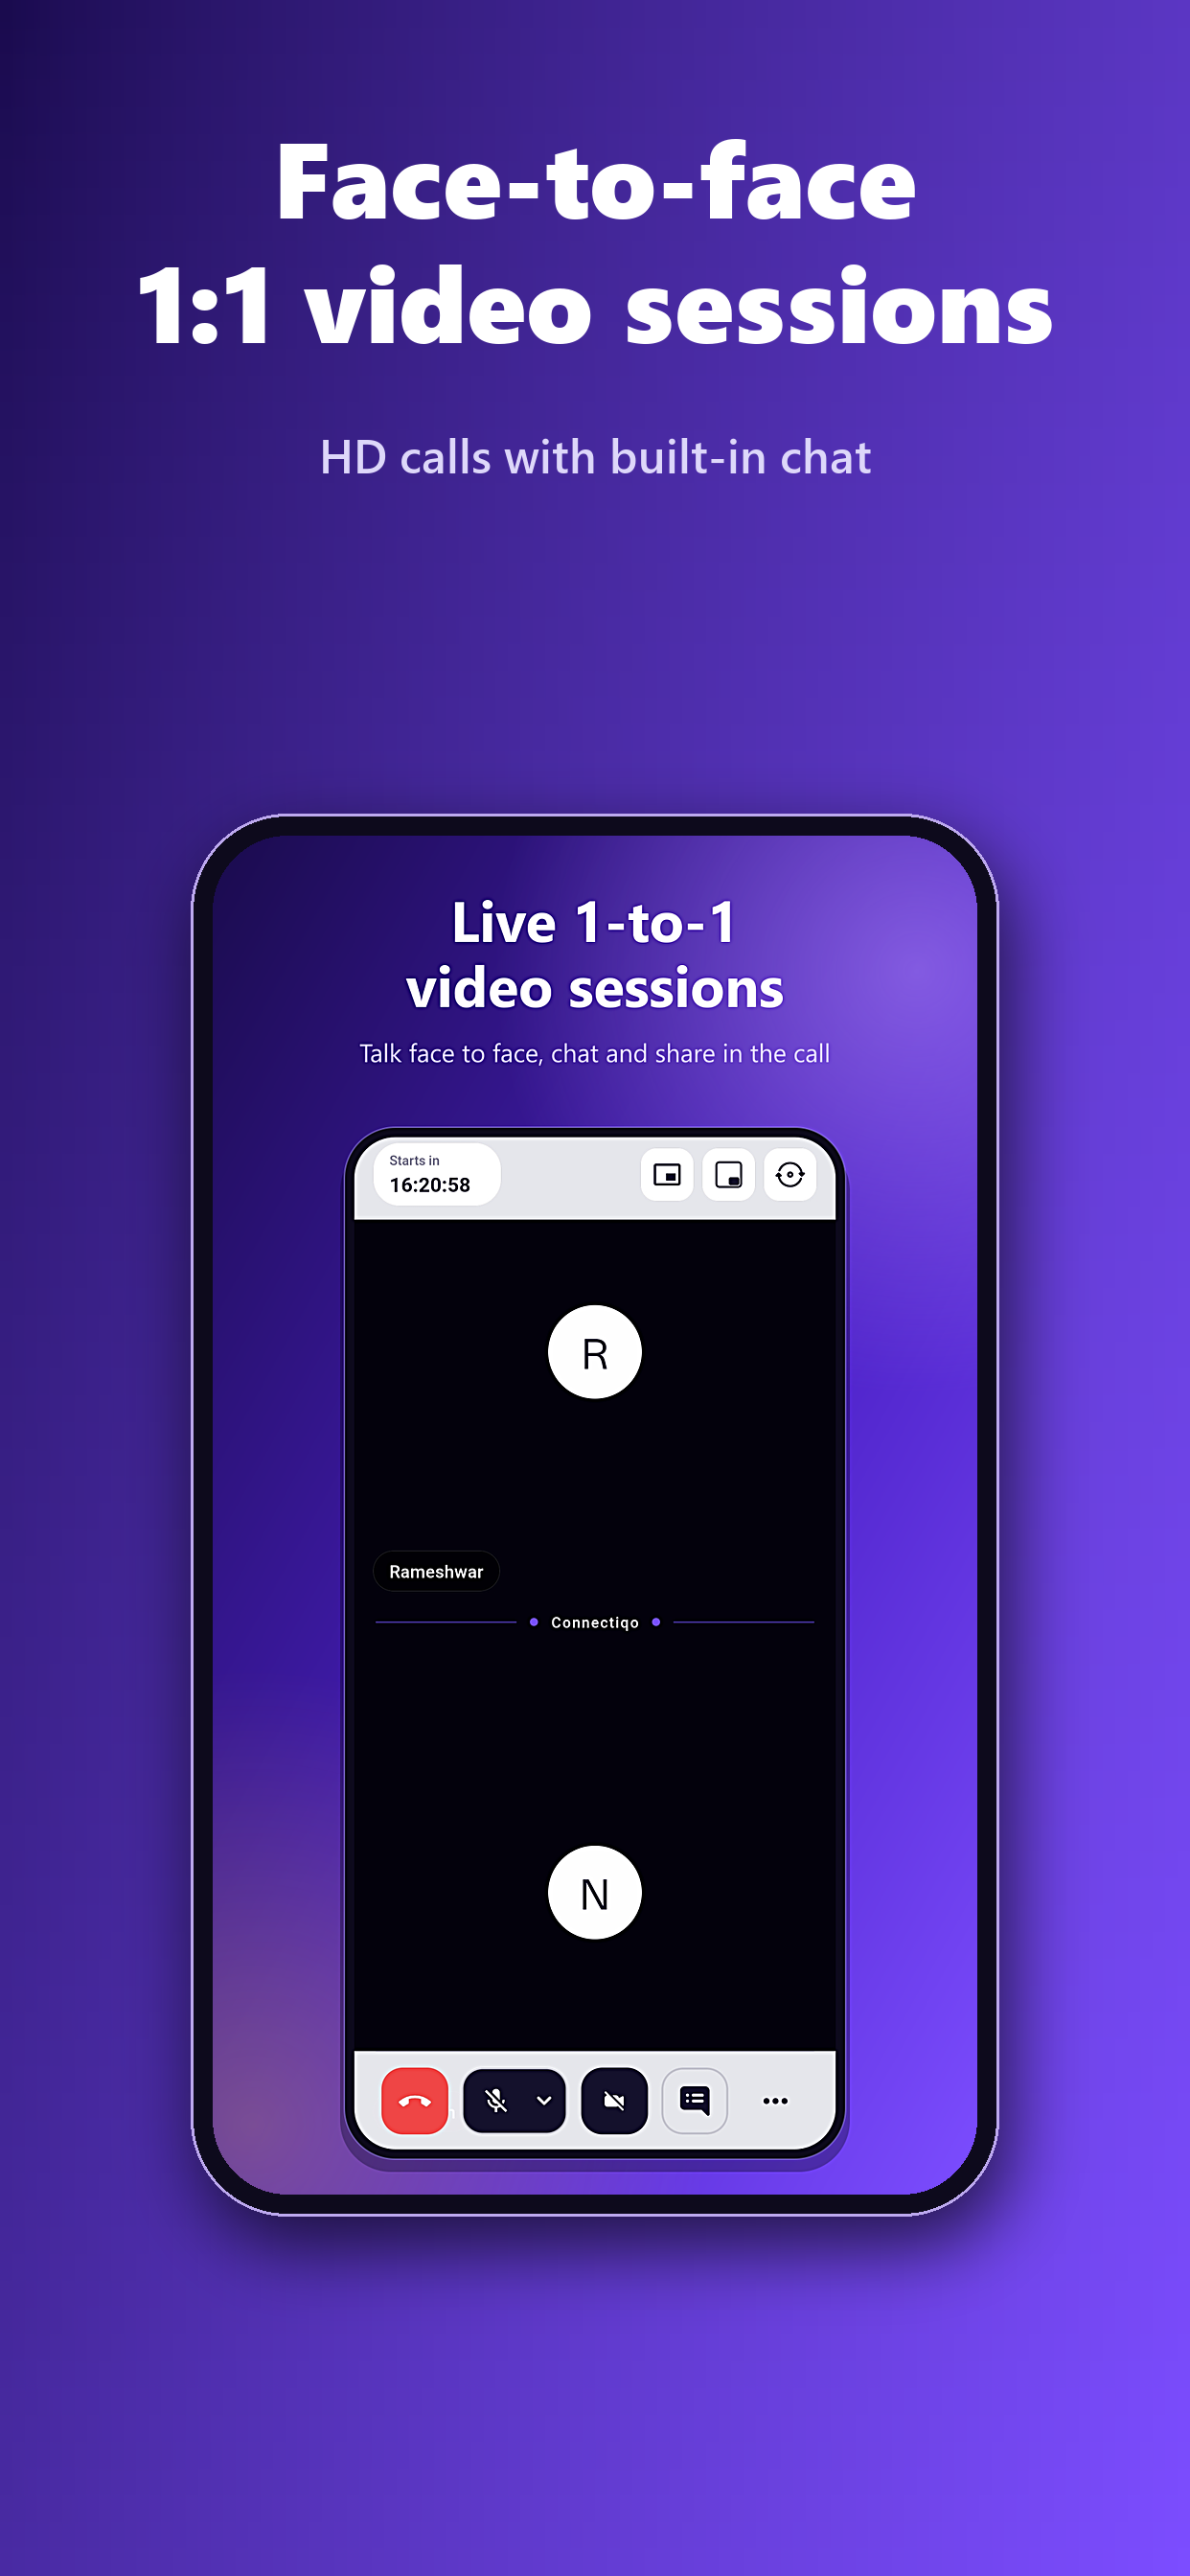 Face-to-face
1:1 video sessions
HD calls with built-in chat
Live 1-to-1
video sessions
Talk face to face, chat and share in the call
Starts in
16:20:58
R
Rameshwar
Connectiqo
N